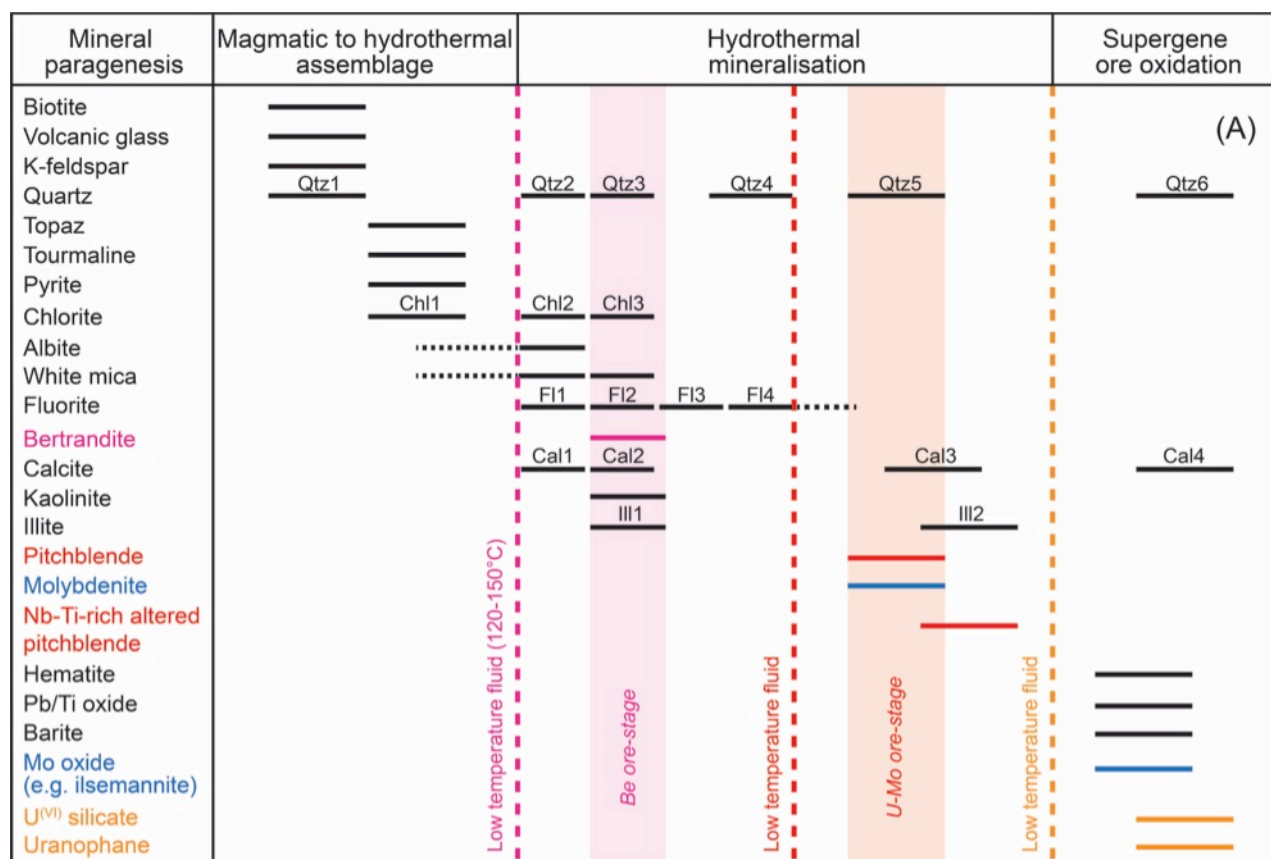 Mineral
paragenesis
Magmatic to hydrothermal
assemblage
Hydrothermal
mineralisation
Supergene
ore oxidation
(A)
Biotite
Volcanic glass
K-feldspar
Quartz
Qtz1
Qtz2
Qtz3
Qtz4
Qtz5
Qtz6
Topaz
Tourmaline
Pyrite
Chlorite
Chl1
Chl2
Chl3
Albite
White mica
Fluorite
Fl1
Fl2
Fl3
Fl4
Bertrandite
Calcite
Cal1
Cal2
Cal3
Cal4
Kaolinite
Illite
Ill1
Ill2
Pitchblende
Molybdenite
Nb-Ti-rich altered
pitchblende
Hematite
Pb/Ti oxide
Barite
Mo oxide
(e.g. ilsemannite)
U(VI) silicate
Uranophane
Low temperature fluid (120-150°C)
Be ore-stage
Low temperature fluid
U-Mo ore-stage
Low temperature fluid